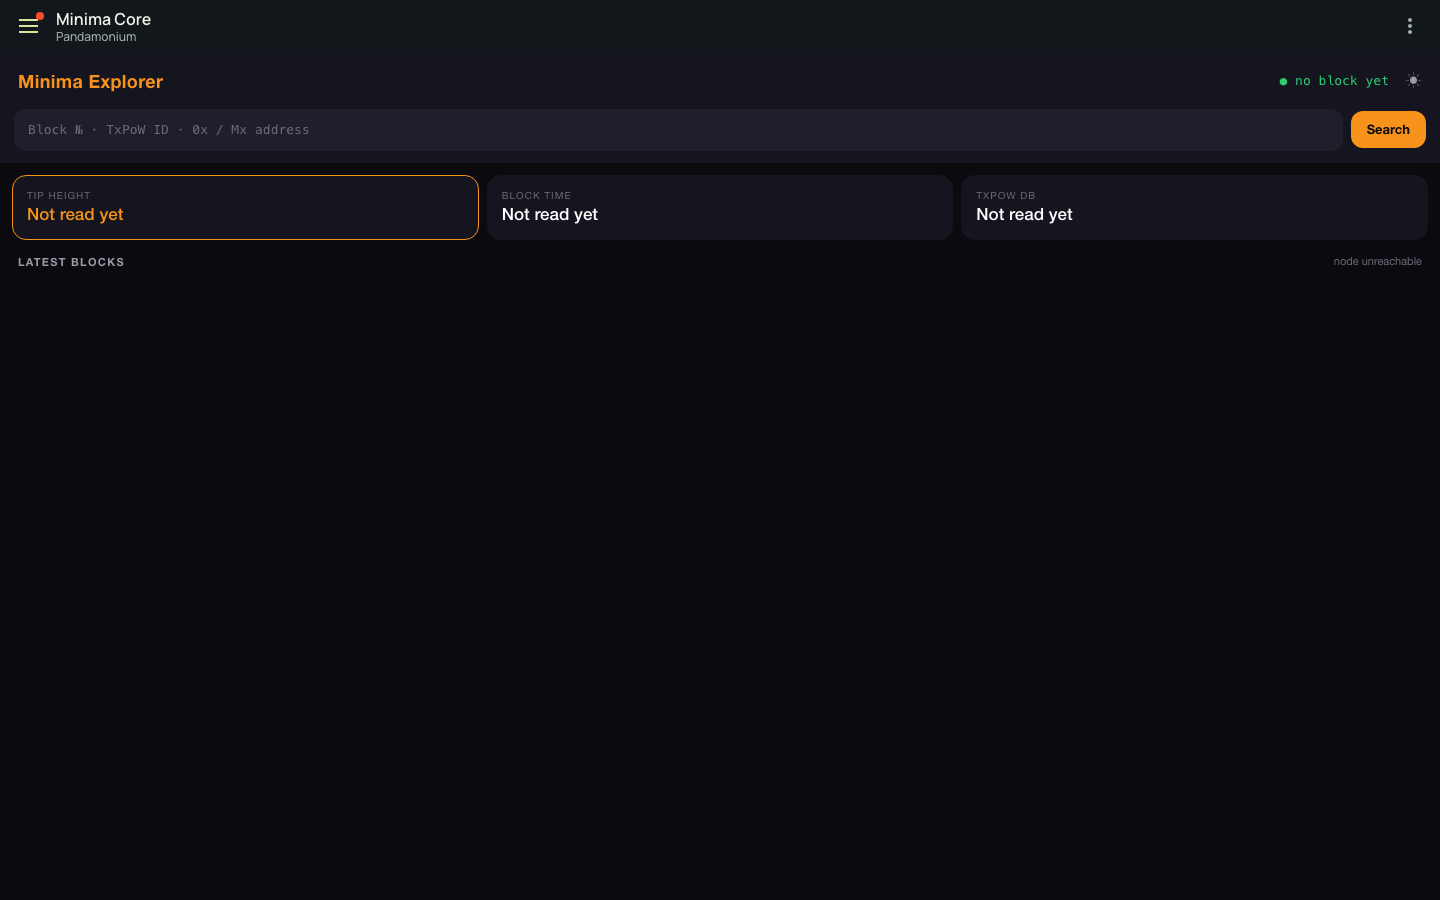 Minima Core
Pandamonium
Minima Explorer
● no block yet
Block № · TxPoW ID · 0x / Mx address
Search
TIP HEIGHT
Not read yet
BLOCK TIME
Not read yet
TXPOW DB
Not read yet
LATEST BLOCKS
node unreachable